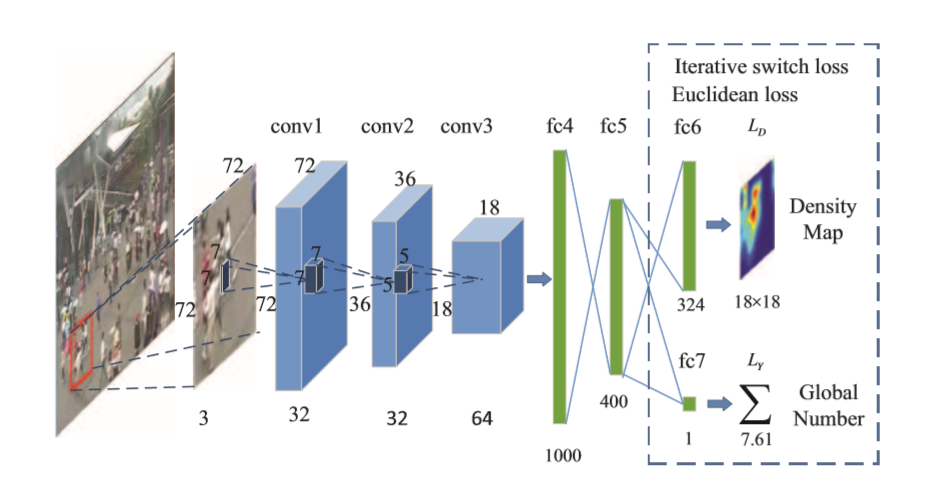 Iterative switch loss
Euclidean loss
conv1
conv2
conv3
fc4
fc5
fc6
L_D
72
72
36
18
7
7
7
7
5
5
72
72
36
18
Density
Map
324
18×18
fc7
L_Y
400
Global
Number
3
32
32
64
1
7.61
1000